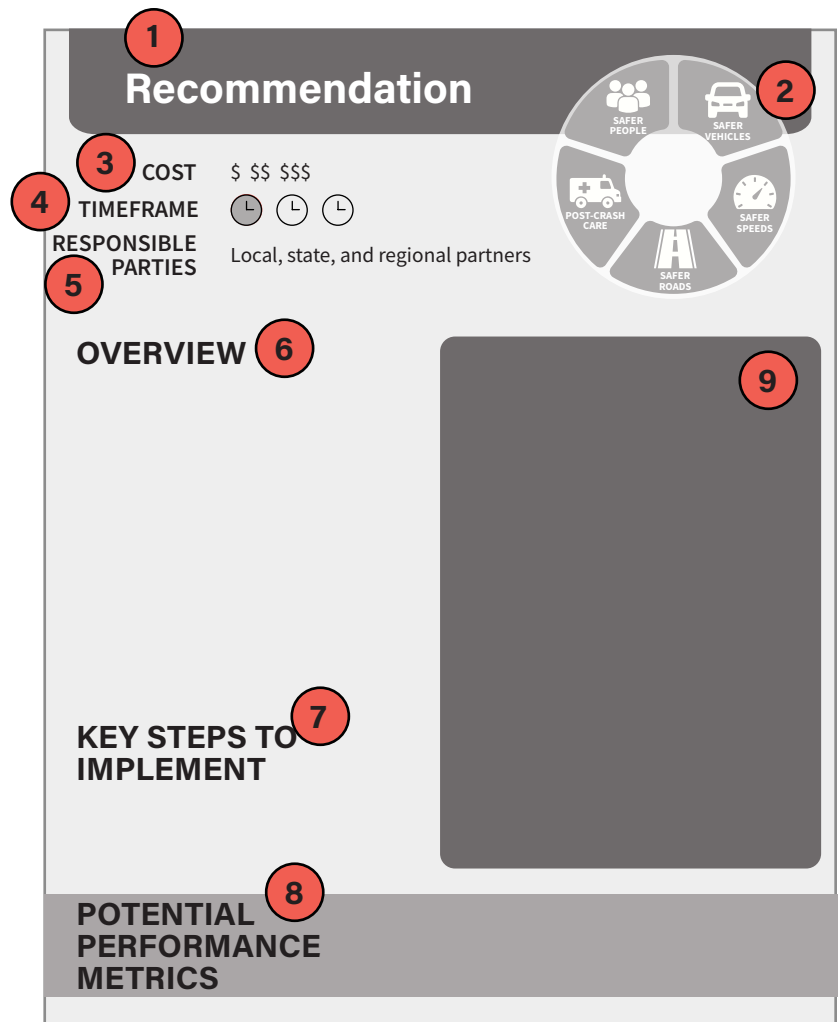 1
Recommendation
2
SAFER
PEOPLE
SAFER
VEHICLES
POST-CRASH
CARE
SAFER
SPEEDS
SAFER
ROADS
3
COST $ $$ $$$
4
TIMEFRAME
RESPONSIBLE
PARTIES
Local, state, and regional partners
5
OVERVIEW 6
9
7
KEY STEPS TO
IMPLEMENT
8
POTENTIAL
PERFORMANCE
METRICS